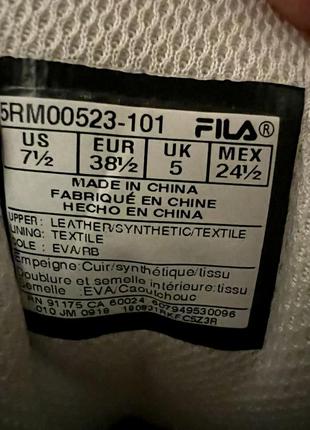 5RM00523-101 FILA®
US EUR UK MEX
7½ 38½ 5 24½
MADE IN CHINA
FABRIQUÉ EN CHINE
HECHO EN CHINA
UPPER: LEATHER/SYNTHETIC/TEXTILE
LINING: TEXTILE
SOLE : EVA/RB
Empeigne:Cuir/synthétique/tissu
Doublure et semelle intérieure:tissu
Semelle:EVA/Caoutchouc
RN 91175 CA 60024 607949530096
010 JM 0918